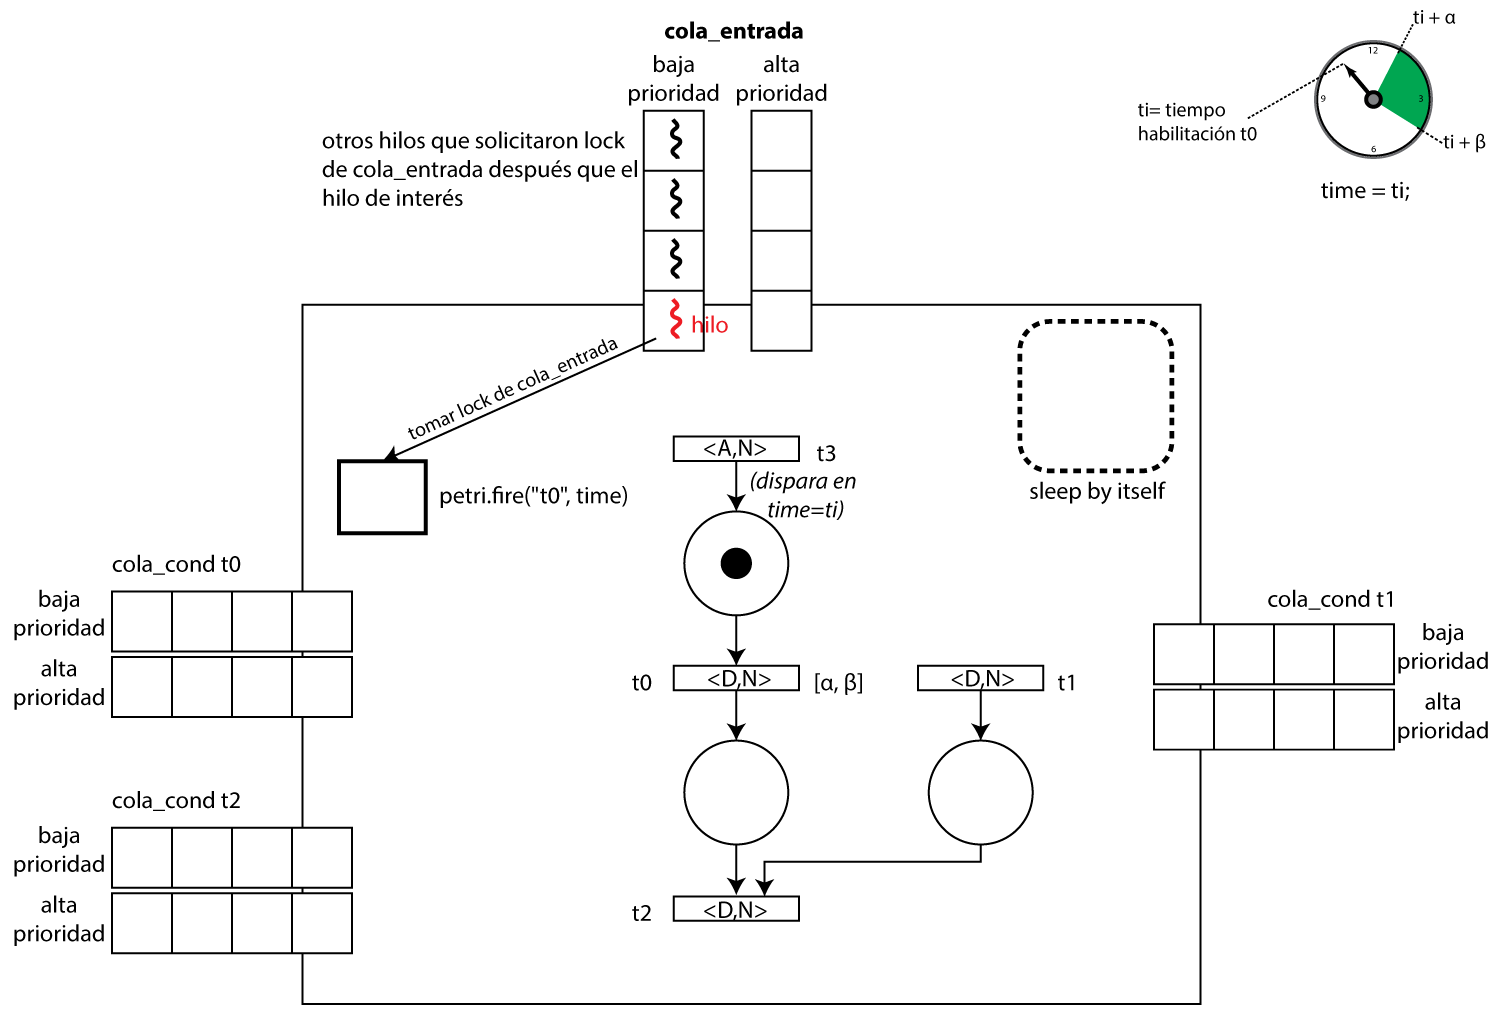 cola_entrada
baja
prioridad
alta
prioridad
otros hilos que solicitaron lock
de cola_entrada después que el
hilo de interés
hilo
tomar lock de cola_entrada
ti + α
12
9
3
6
ti= tiempo
habilitación t0
ti + β
time = ti;
petri.fire("t0", time)
<A,N>
t3
(dispara en
time=ti)
sleep by itself
cola_cond t0
baja
prioridad
alta
prioridad
t0
<D,N>
[α, β]
<D,N>
t1
cola_cond t1
baja
prioridad
alta
prioridad
cola_cond t2
baja
prioridad
alta
prioridad
t2
<D,N>